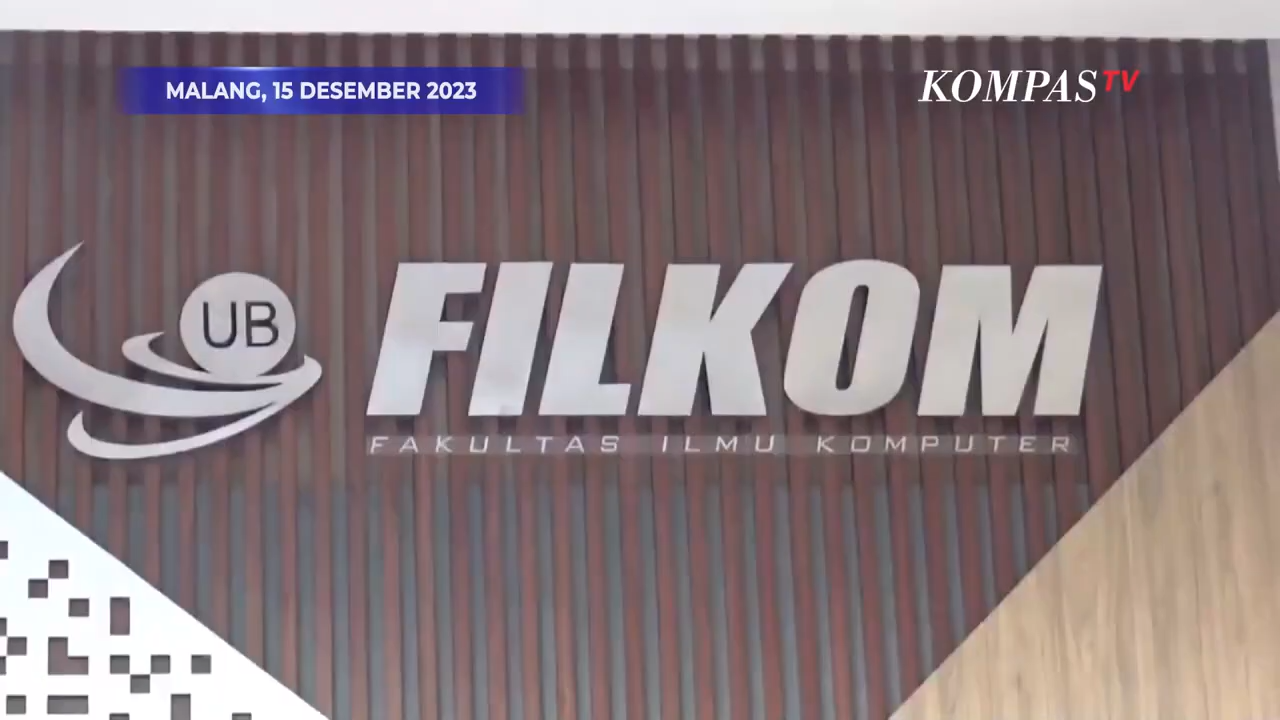 MALANG, 15 DESEMBER 2023
KOMPASTV
UB
FILKOM
FAKULTAS ILMU KOMPUTER